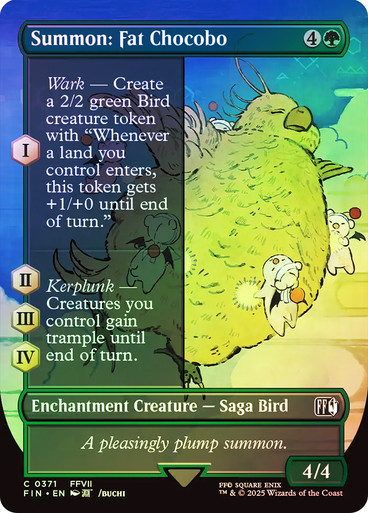 Summon: Fat Chocobo 4
I
Wark — Create
a 2/2 green Bird
creature token
with “Whenever
a land you
control enters,
this token gets
+1/+0 until end
of turn.”
II
III
IV
Kerplunk —
Creatures you
control gain
trample until
end of turn.
Enchantment Creature — Saga Bird
FF
A pleasingly plump summon.
4/4
C 0371 FFVII
FIN • EN /BUCHI
FF© SQUARE ENIX
™ & © 2025 Wizards of the Coast